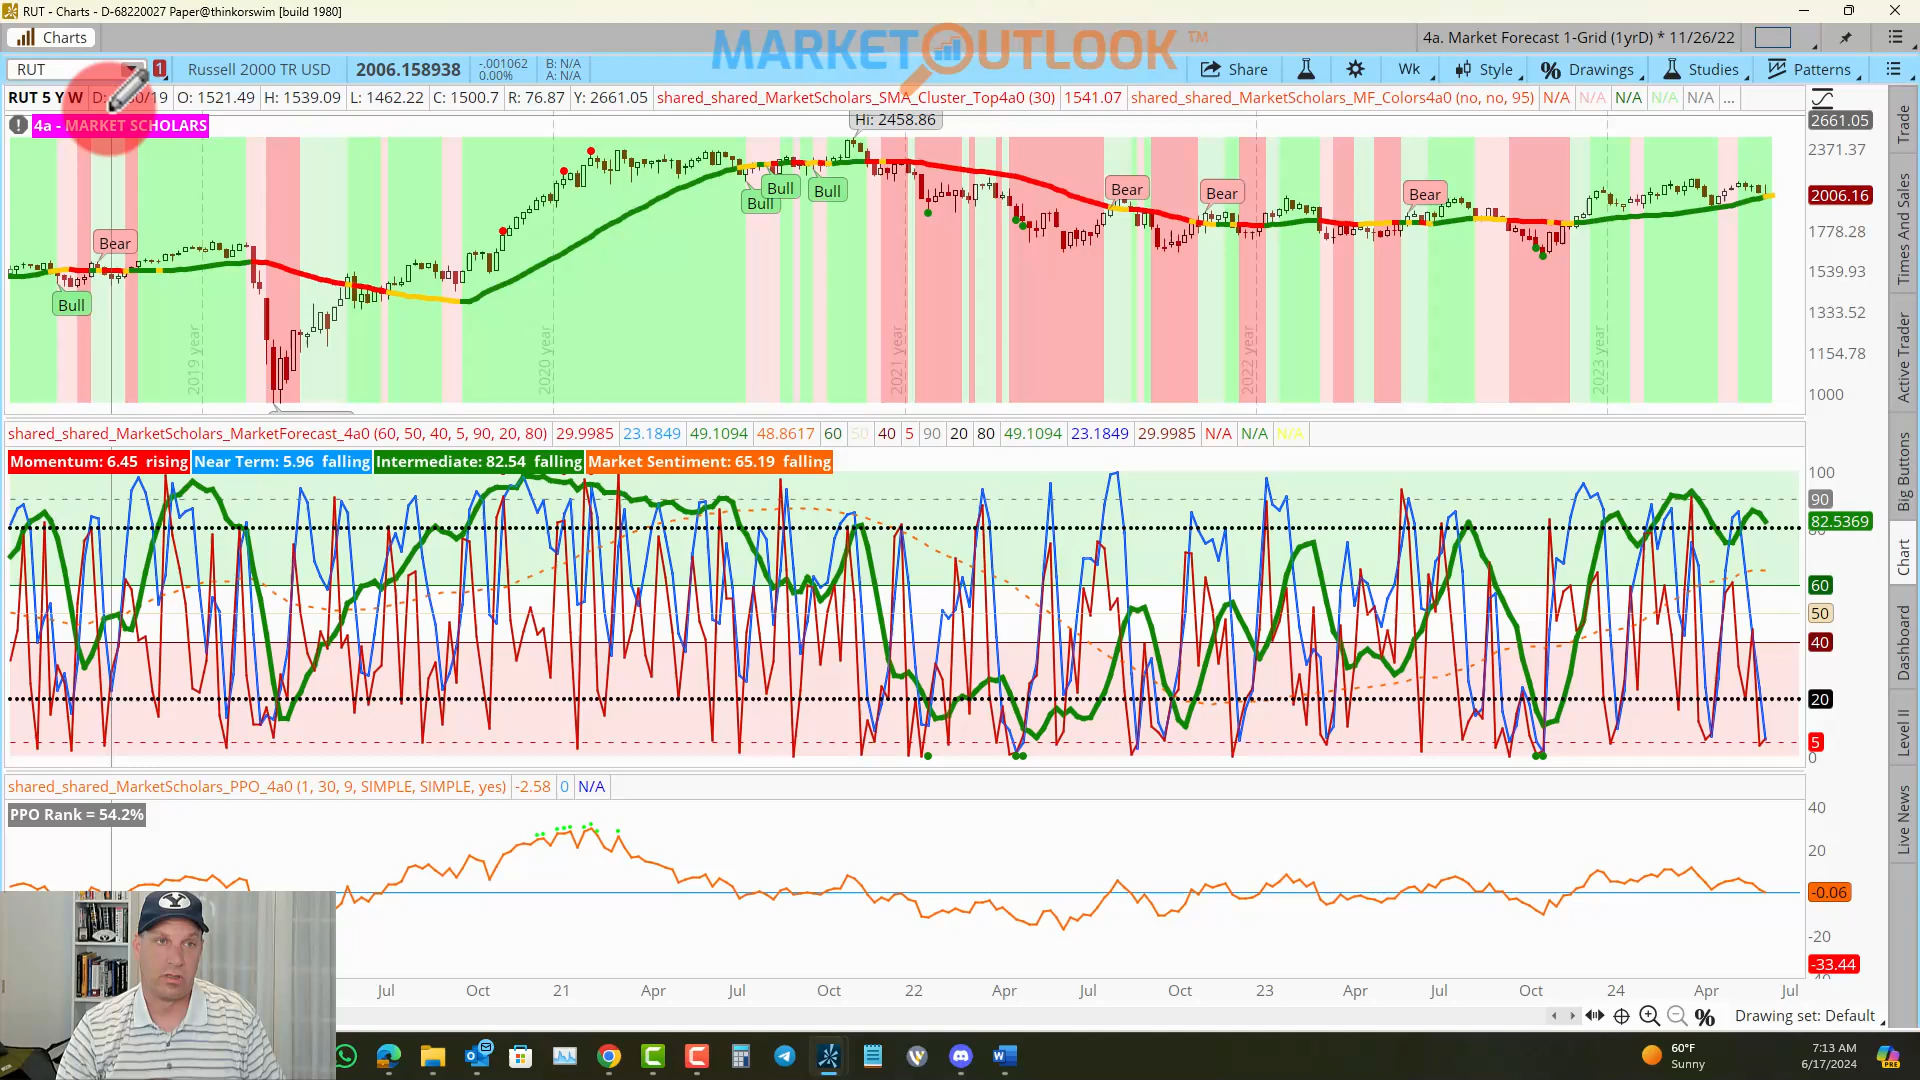 RUT - Charts - D-68220027 Paper@thinkorswim [build 1980]
Charts
MARKETOUTLOOK™
4a. Market Forecast 1-Grid (1yrD) * 11/26/22
RUT
1
Russell 2000 TR USD
2006.158938
-.001062
0.00%
B: N/A
A: N/A
Share
Wk
Style
Drawings
Studies
Patterns
RUT 5 Y W
O: 1521.49
H: 1539.09
L: 1462.22
C: 1500.7
R: 76.87
Y: 2661.05
shared_shared_MarketScholars_SMA_Cluster_Top4a0 (30)
1541.07
shared_shared_MarketScholars_MF_Colors4a0 (no, no, 95)
N/A
N/A
N/A
N/A
N/A
...
4a - MARKET SCHOLARS
Hi: 2458.86
Bear
Bull
Bull
Bull
Bull
Bear
Bear
Bear
2019 year
2020 year
2021 year
2022 year
2023 year
2661.05
2371.37
2006.16
1778.28
1539.93
1333.52
1154.78
1000
shared_shared_MarketScholars_MarketForecast_4a0 (60, 50, 40, 5, 90, 20, 80)
29.9985
23.1849
49.1094
48.8617
60
50
40
5
90
20
80
49.1094
23.1849
29.9985
N/A
N/A
N/A
Momentum: 6.45 rising
Near Term: 5.96 falling
Intermediate: 82.54 falling
Market Sentiment: 65.19 falling
100
90
82.5369
80
60
50
40
20
5
0
shared_shared_MarketScholars_PPO_4a0 (1, 30, 9, SIMPLE, SIMPLE, yes)
-2.58
0
N/A
PPO Rank = 54.2%
40
20
-0.06
-20
-33.44
Jul
Oct
21
Apr
Jul
Oct
22
Apr
Jul
Oct
23
Apr
Jul
Oct
24
Apr
Jul
Drawing set: Default
Trade
Times And Sales
Active Trader
Big Buttons
Chart
Dashboard
Level II
Live News
60°F
Sunny
7:13 AM
6/17/2024
PRE